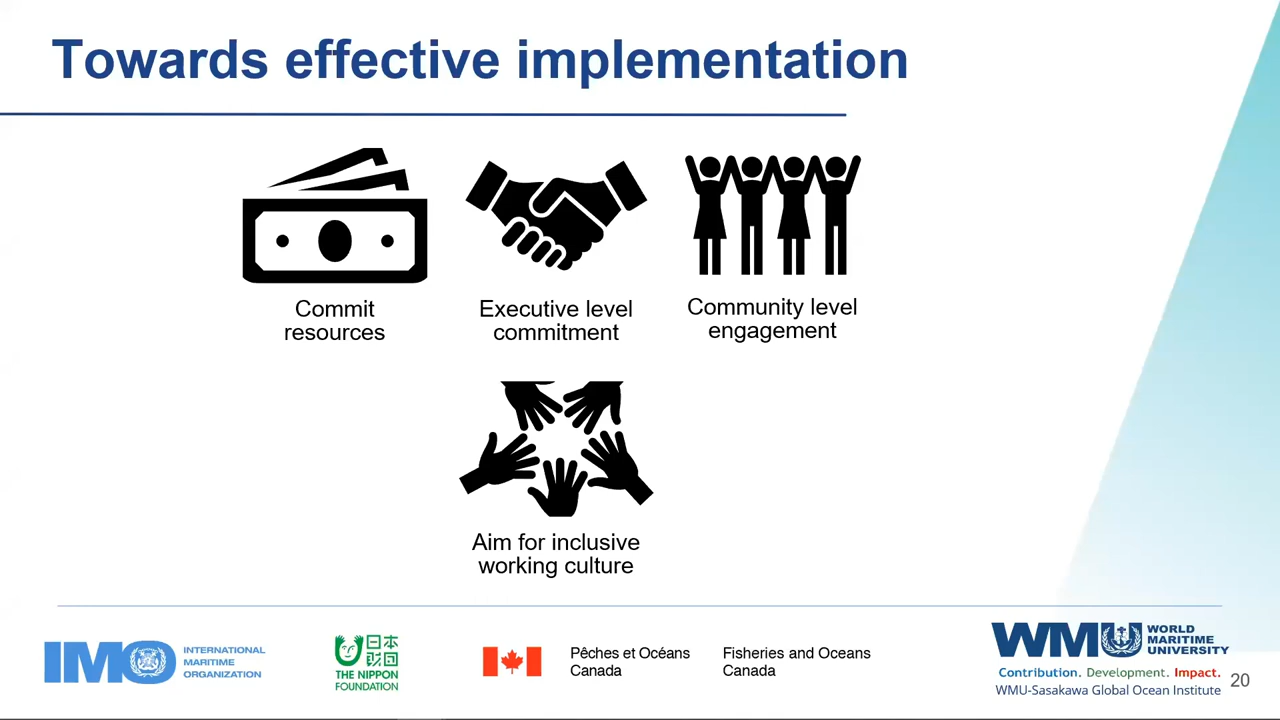 Towards effective implementation
Commit
resources
Executive level
commitment
Community level
engagement
Aim for inclusive
working culture
IMO
INTERNATIONAL
MARITIME
ORGANIZATION
日本
財団
THE NIPPON
FOUNDATION
Pêches et Océans
Canada
Fisheries and Oceans
Canada
WMU
WORLD
MARITIME
UNIVERSITY
Contribution. Development. Impact.
WMU-Sasakawa Global Ocean Institute
20